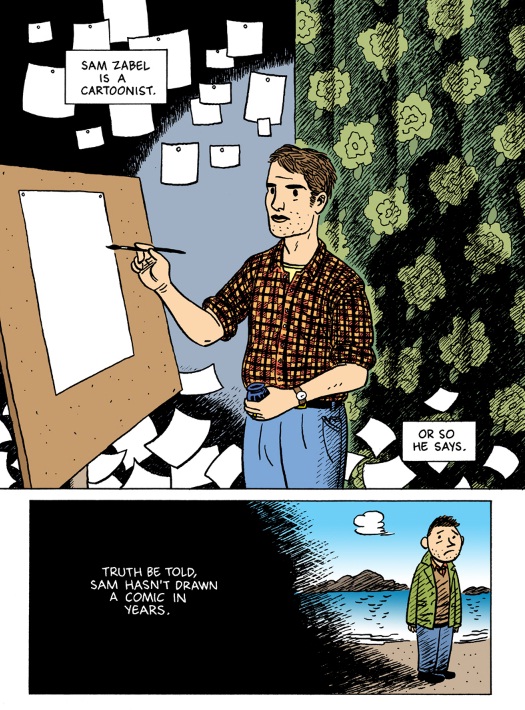 SAM ZABEL
IS A
CARTOONIST.
OR SO
HE SAYS.
TRUTH BE TOLD,
SAM HASN'T DRAWN
A COMIC IN
YEARS.